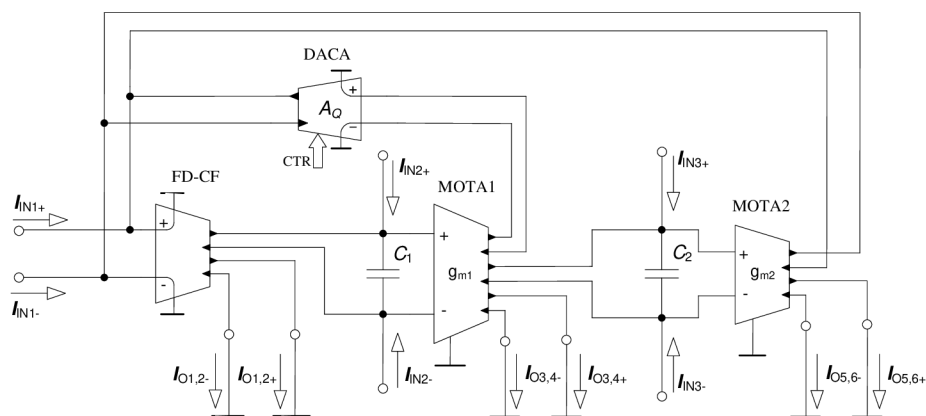 DACA
+
A_Q
−
CTR
I_IN2+
I_IN3+
FD-CF
MOTA1
MOTA2
I_IN1+
+
-
I_IN1-
C_1
+
g_m1
-
C_2
+
g_m2
-
I_O1,2-
I_O1,2+
I_IN2-
I_O3,4-
I_O3,4+
I_IN3-
I_O5,6-
I_O5,6+